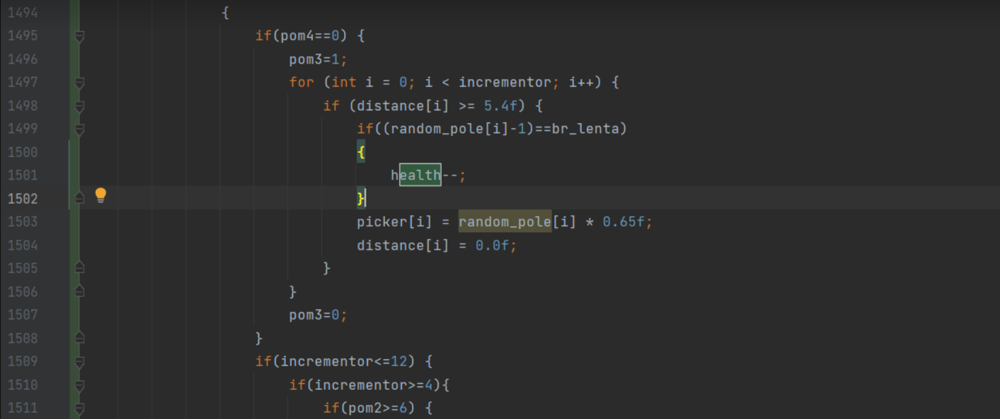 1494 {
1495 if(pom4==0) {
1496 pom3=1;
1497 for (int i = 0; i < incrementor; i++) {
1498 if (distance[i] >= 5.4f) {
1499 if((random_pole[i]-1)==br_lenta)
1500 {
1501 health--;
1502 }
1503 picker[i] = random_pole[i] * 0.65f;
1504 distance[i] = 0.0f;
1505 }
1506 }
1507 pom3=0;
1508 }
1509 if(incrementor<=12) {
1510 if(incrementor>=4){
1511 if(pom2>=6) {